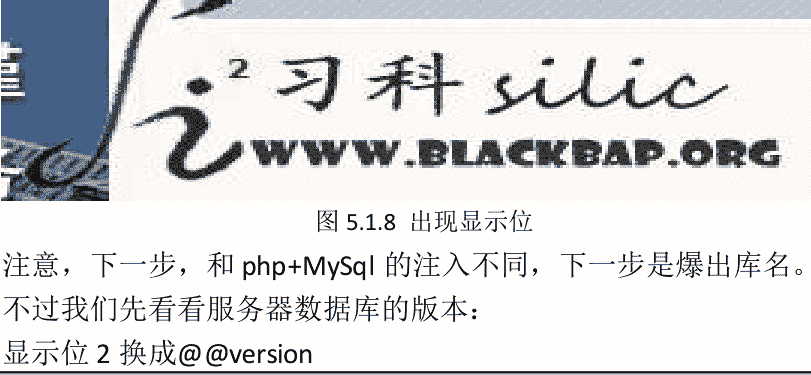 2 习科 silic
WWW.BLACKBAP.ORG
图 5.1.8 出现显示位
注意，下一步，和 php+MySql 的注入不同，下一步是爆出库名。
不过我们先看看服务器数据库的版本：
显示位 2 换成@@version